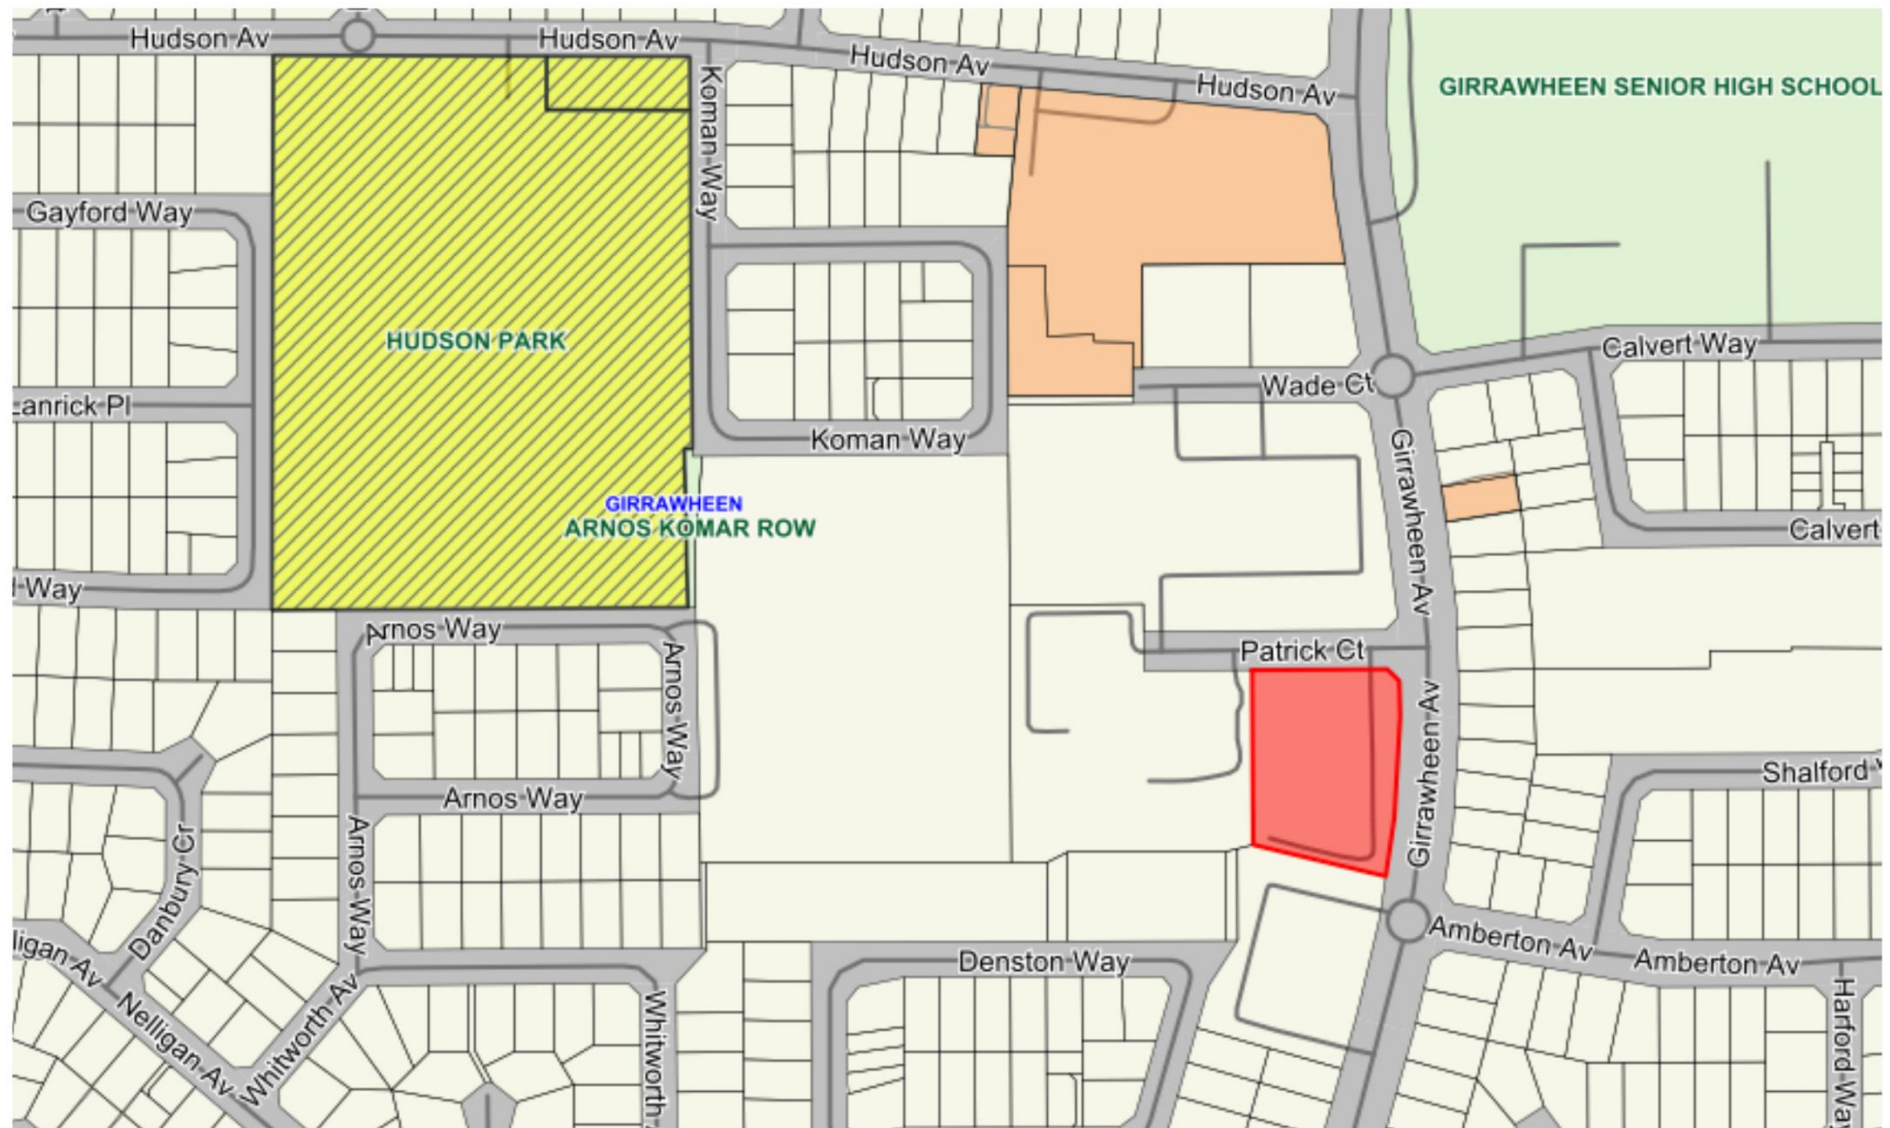 Hudson Av
Hudson Av
Hudson Av
Hudson Av
GIRRAWHEEN SENIOR HIGH SCHOOL
Koman Way
Gayford Way
HUDSON PARK
Calvert Way
Wade Ct
Lanrick Pl
Koman Way
Girrawheen Av
GIRRAWHEEN
ARNOS KOMAR ROW
Calvert
Way
Arnos Way
Arnos Way
Patrick Ct
Girrawheen Av
Shalford
Arnos Way
Arnos Way
Danbury Cr
ligan Av
Amberton Av
Amberton Av
Denston Way
Nelligan Av
Whitworth Av
Whitworth
Harford Way